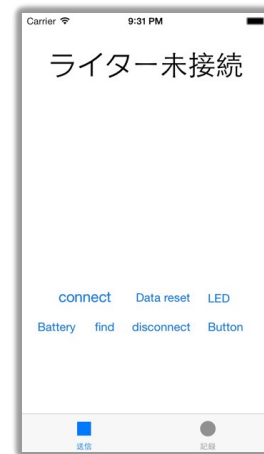 Carrier 9:31 PM
ライター未接続
connect Data reset LED
Battery find disconnect Button
送信 記録